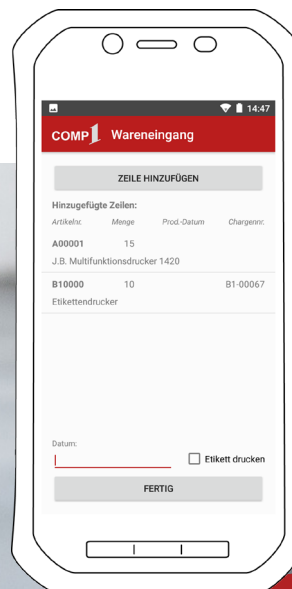 14:47
COMP1 Wareneingang
ZEILE HINZUFÜGEN
Hinzugefügte Zeilen:
Artikelnr. Menge Prod.-Datum Chargennr.
A00001 15
J.B. Multifunktionsdrucker 1420
B10000 10 B1-00067
Etikettendrucker
Datum:
Etikett drucken
FERTIG